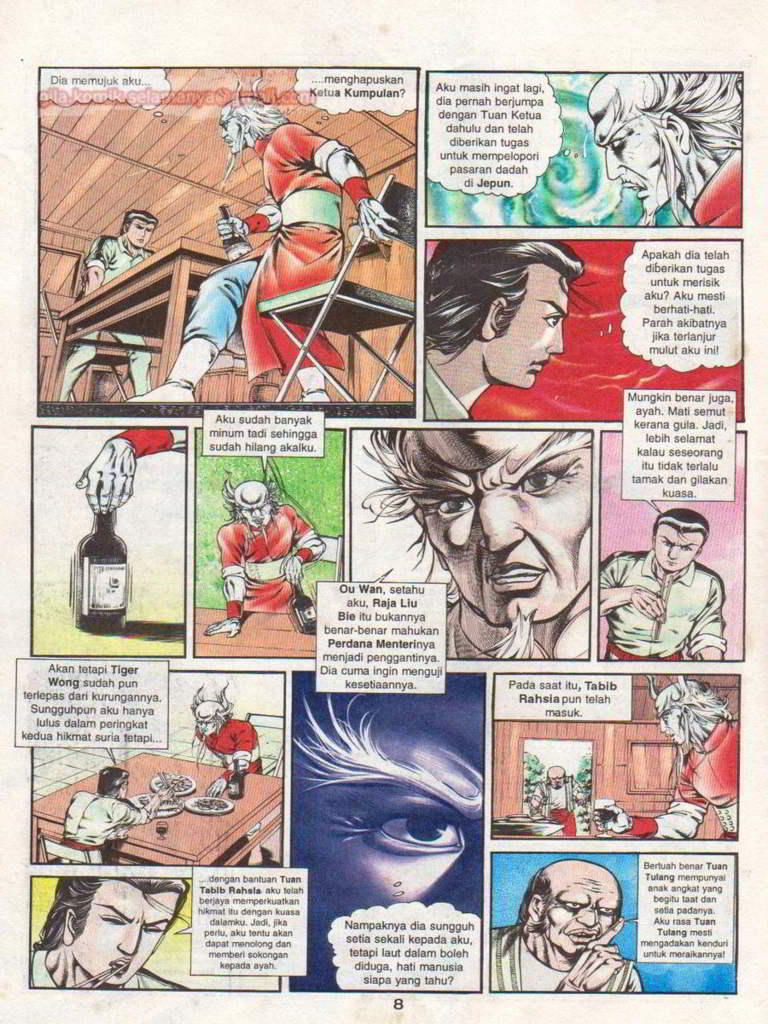 Dia memujuk aku...
....menghapuskan
Ketua Kumpulan?
Aku masih ingat lagi,
dia pernah berjumpa
dengan Tuan Ketua
dahulu dan telah
diberikan tugas
untuk mempelopori
pasaran dadah
di Jepun.
Apakah dia telah
diberikan tugas
untuk merisik
aku? Aku mesti
berhati-hati.
Parah akibatnya
jika terlanjur
mulut aku ini!
Aku sudah banyak
minum tadi sehingga
sudah hilang akalku.
Ou Wan, setahu
aku, Raja Liu
Bie itu bukannya
benar-benar mahukan
Perdana Menterinya
menjadi penggantinya.
Dia cuma ingin menguji
kesetiaannya.
Mungkin benar juga,
ayah. Mati semut
kerana gula. Jadi,
lebih selamat
kalau seseorang
itu tidak terlalu
tamak dan gilakan
kuasa.
Akan tetapi Tiger
Wong sudah pun
terlepas dari kurungannya.
Sungguhpun aku hanya
lulus dalam peringkat
kedua hikmat suria tetapi...
...dengan bantuan Tuan
Tabib Rahsia aku telah
berjaya memperkuatkan
hikmat itu dengan kuasa
dalamku. Jadi, jika
perlu, aku tentu akan
dapat menolong dan
memberi sokongan
kepada ayah.
Nampaknya dia sungguh
setia sekali kepada aku,
tetapi laut dalam boleh
diduga, hati manusia
siapa yang tahu?
Pada saat itu, Tabib
Rahsia pun telah
masuk.
Bertuah benar Tuan
Tulang mempunyai
anak angkat yang
begitu taat dan
setia padanya.
Aku rasa Tuan
Tulang mesti
mengadakan kenduri
untuk meraikannya!
8